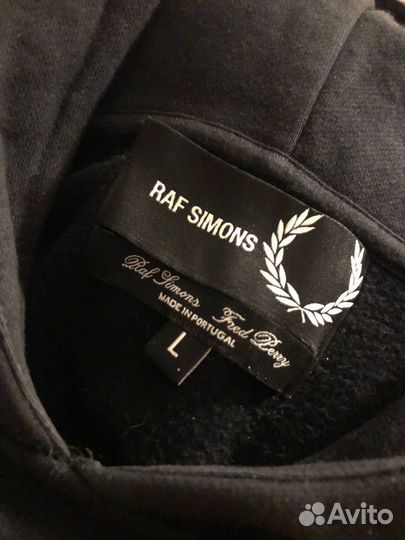 RAF SIMONS
Raf Simons Fred Perry
MADE IN PORTUGAL
L
Avito